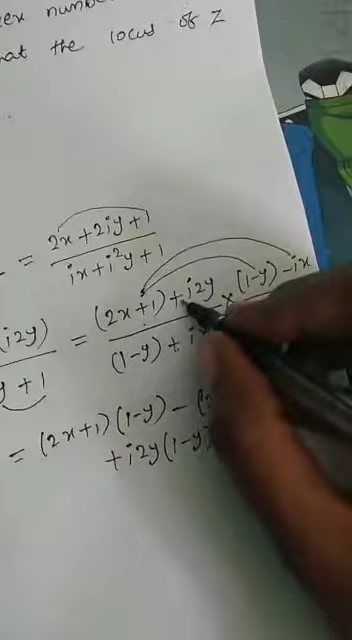 numbe
at the locus of Z
= 2x + 2iy + 1
ix + i²y + 1
(i2y)
y + 1
= (2x+1) + i2y × (1-y) - ix
(1-y) + i
= (2x+1)(1-y) - (2
+ i2y(1-y)